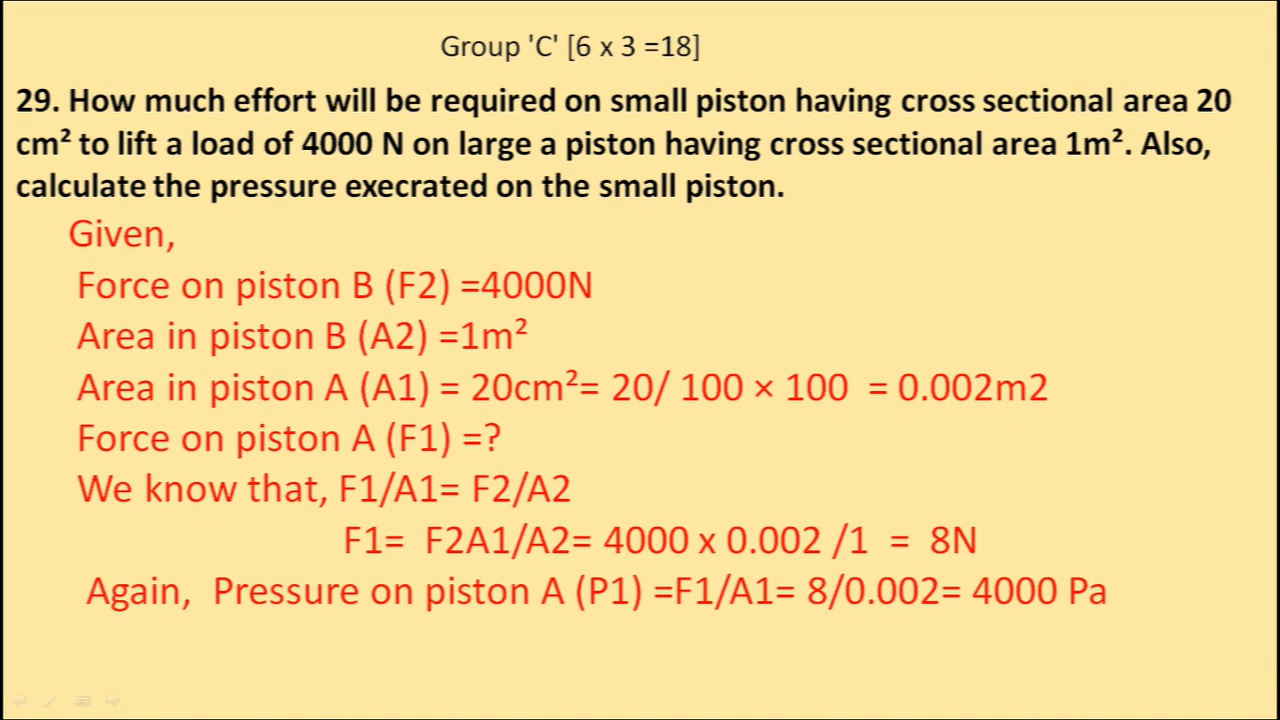 Group 'C' [6 x 3 =18]
29. How much effort will be required on small piston having cross sectional area 20
cm² to lift a load of 4000 N on large a piston having cross sectional area 1m². Also,
calculate the pressure execrated on the small piston.
Given,
Force on piston B (F2) =4000N
Area in piston B (A2) =1m²
Area in piston A (A1) = 20cm²= 20/ 100 × 100 = 0.002m2
Force on piston A (F1) =?
We know that, F1/A1= F2/A2
F1= F2A1/A2= 4000 x 0.002 /1 = 8N
Again, Pressure on piston A (P1) =F1/A1= 8/0.002= 4000 Pa